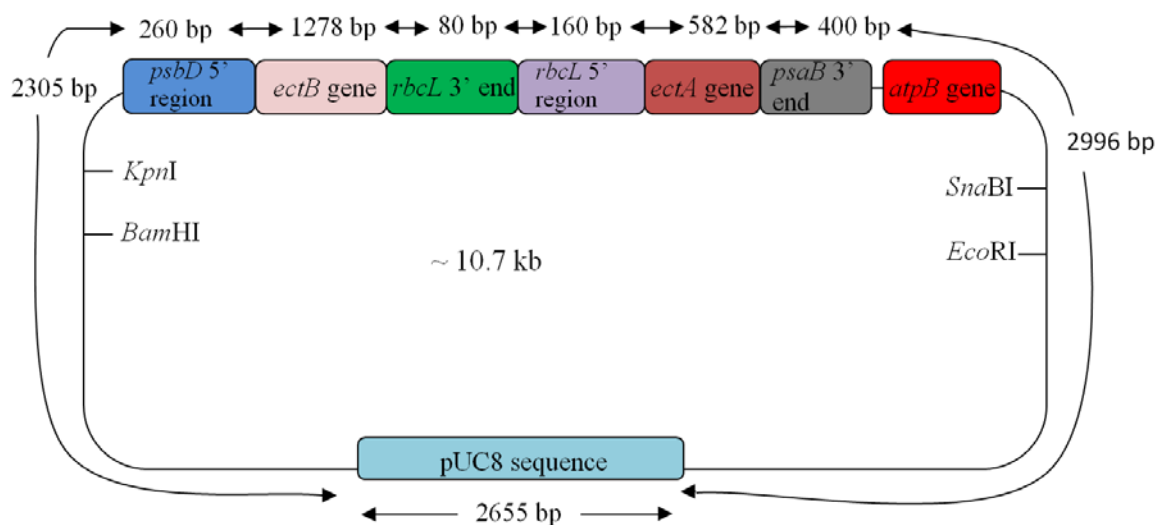 260 bp 1278 bp 80 bp 160 bp 582 bp 400 bp
2305 bp
psbD 5’
region
ectB gene
rbcL 3’ end
rbcL 5’
region
ectA gene
psaB 3’
end
atpB gene
2996 bp
KpnI
SnaBI
BamHI
EcoRI
~ 10.7 kb
pUC8 sequence
2655 bp